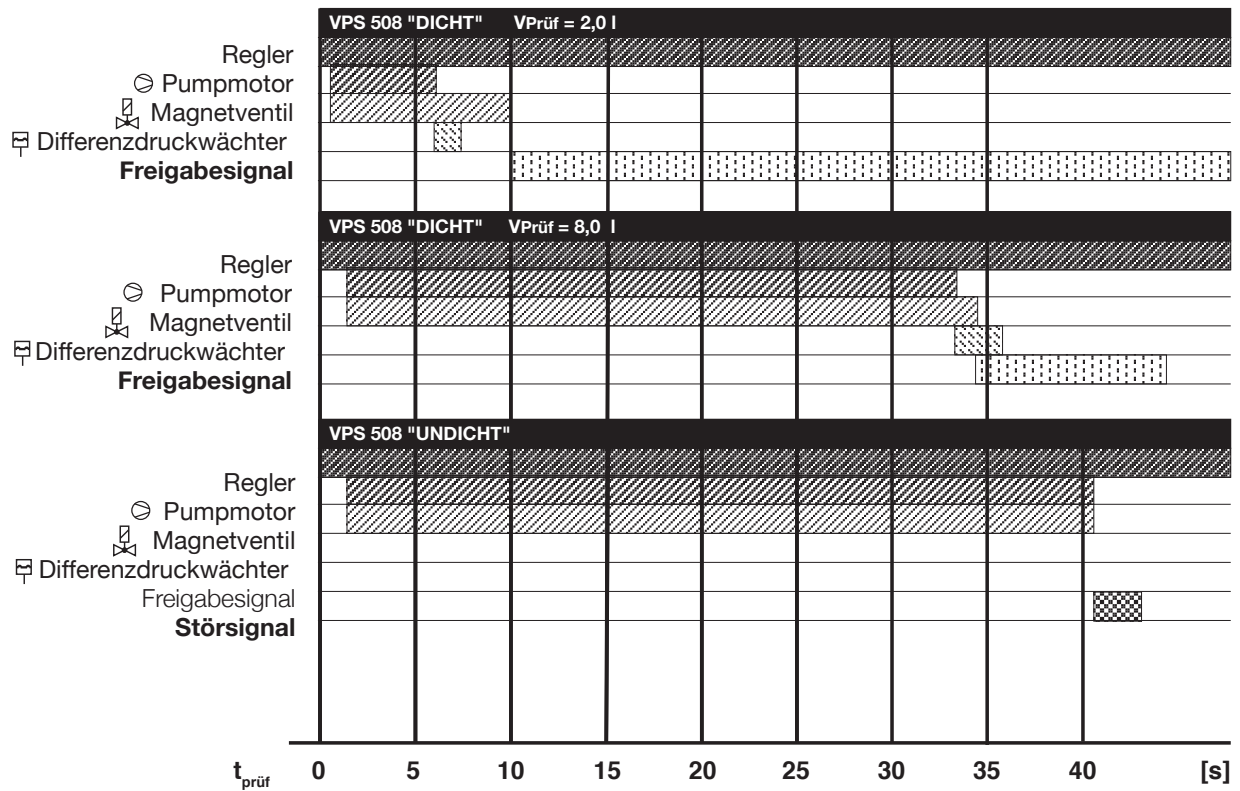 VPS 508 "DICHT" VPrüf = 2,0 l
Regler
Pumpmotor
Magnetventil
Differenzdruckwächter
Freigabesignal
VPS 508 "DICHT" VPrüf = 8,0 l
Regler
Pumpmotor
Magnetventil
Differenzdruckwächter
Freigabesignal
VPS 508 "UNDICHT"
Regler
Pumpmotor
Magnetventil
Differenzdruckwächter
Freigabesignal
Störsignal
tprüf 0 5 10 15 20 25 30 35 40 [s]